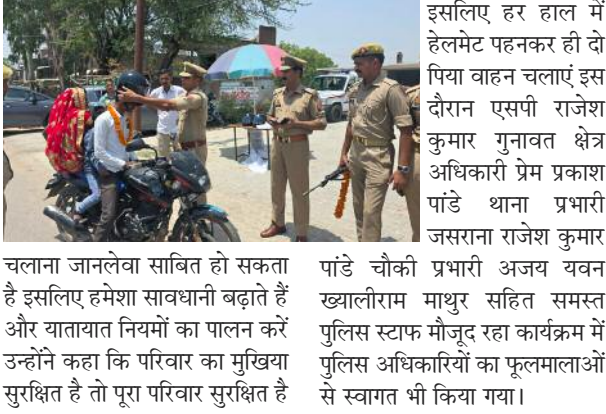 चलाना जानलेवा साबित हो सकता
है इसलिए हमेशा सावधानी बढ़ाते हैं
और यातायात नियमों का पालन करें
उन्होंने कहा कि परिवार का मुखिया
सुरक्षित है तो पूरा परिवार सुरक्षित है
इसलिए हर हाल में
हेलमेट पहनकर ही दो
पिया वाहन चलाएं इस
दौरान एसपी राजेश
कुमार गुनावत क्षेत्र
अधिकारी प्रेम प्रकाश
पांडे थाना प्रभारी
जसराना राजेश कुमार
पांडे चौकी प्रभारी अजय यवन
ख्यालीराम माथुर सहित समस्त
पुलिस स्टाफ मौजूद रहा कार्यक्रम में
पुलिस अधिकारियों का फूलमालाओं
से स्वागत भी किया गया।